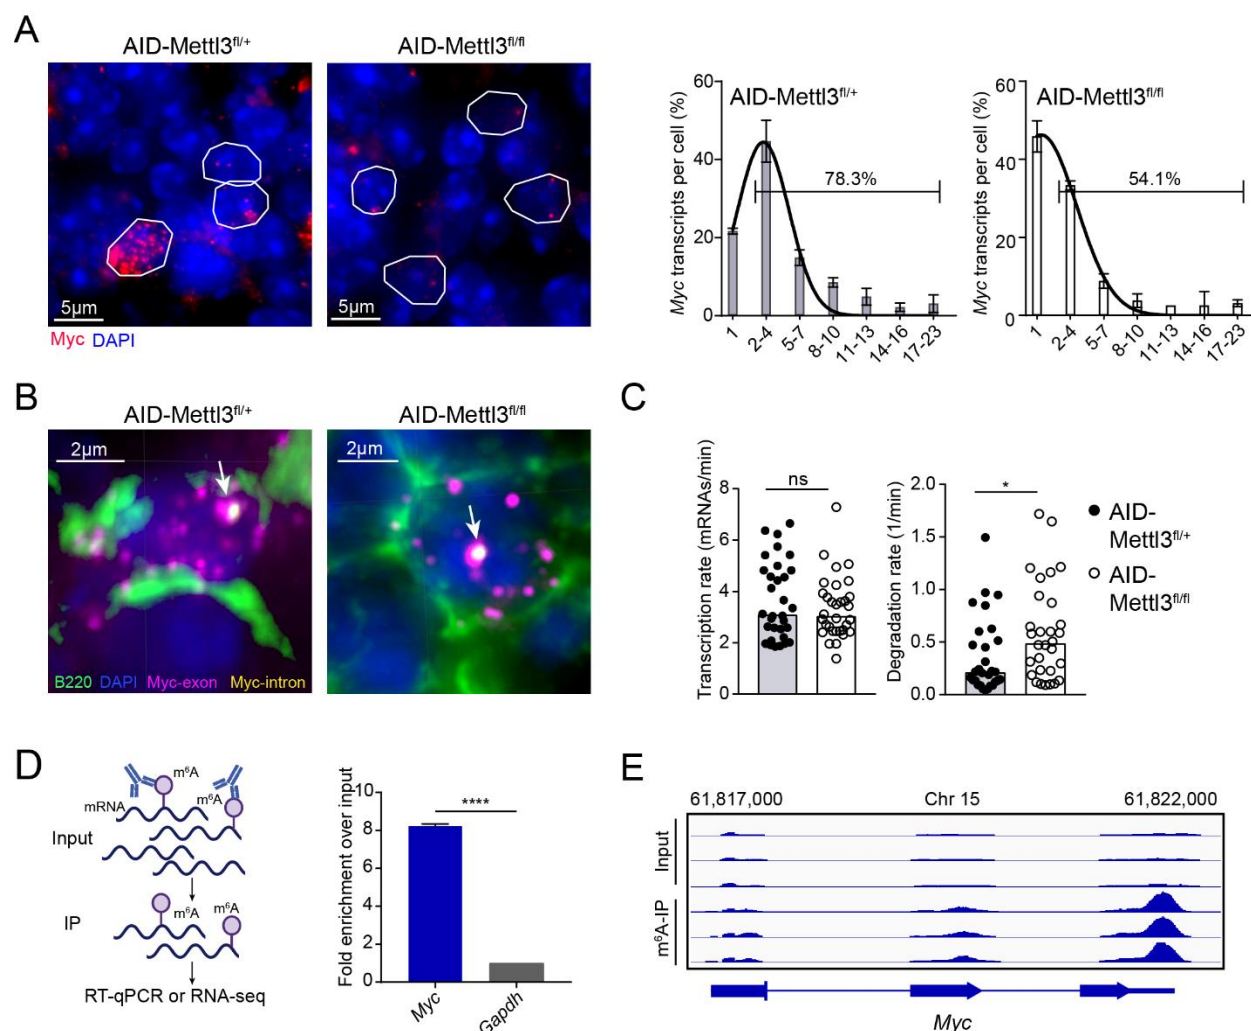 A
AID-Mettl3fl/+
AID-Mettl3fl/fl
5µm
5µm
Myc DAPI
Myc transcripts per cell (%)
60
40
20
0
AID-Mettl3fl/+
78.3%
1
2-4
5-7
8-10
11-13
14-16
17-23
Myc transcripts per cell (%)
60
40
20
0
AID-Mettl3fl/fl
54.1%
1
2-4
5-7
8-10
11-13
14-16
17-23
B
AID-Mettl3fl/+
AID-Mettl3fl/fl
2µm
2µm
B220 DAPI Myc-exon Myc-intron
C
Transcription rate (mRNAs/min)
8
6
4
2
0
ns
Degradation rate (1/min)
2.0
1.5
1.0
0.5
0.0
*
AID-
Mettl3fl/+
AID-
Mettl3fl/fl
D
m6A
mRNA
m6A
Input
IP
m6A
m6A
RT-qPCR or RNA-seq
Fold enrichment over input
10
8
6
4
2
0
****
Myc
Gapdh
E
61,817,000 Chr 15 61,822,000
Input
m6A-IP
Myc